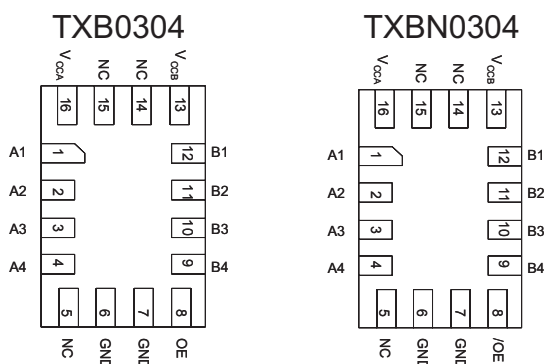 TXB0304
TXBN0304
VCCA NC NC VCCB
16 15 14 13
A1 1 12 B1
A2 2 11 B2
A3 3 10 B3
A4 4 9 B4
5 6 7 8
NC GND GND OE
VCCA NC NC VCCB
16 15 14 13
A1 1 12 B1
A2 2 11 B2
A3 3 10 B3
A4 4 9 B4
5 6 7 8
NC GND GND /OE